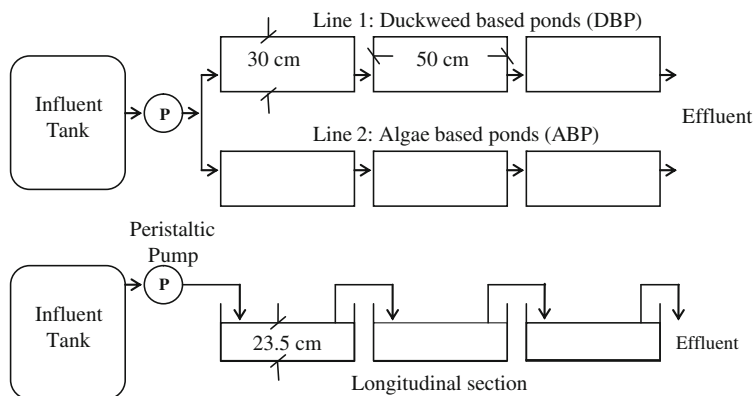 Line 1: Duckweed based ponds (DBP)
30 cm
50 cm
Influent
Tank
P
Effluent
Line 2: Algae based ponds (ABP)
Peristaltic
Pump
P
Influent
Tank
23.5 cm
Effluent
Longitudinal section